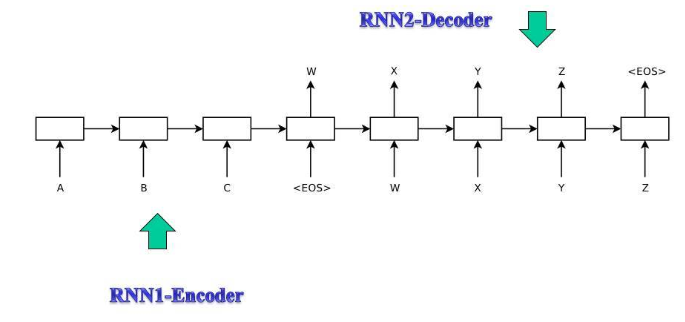 RNN2-Decoder
W X Y Z <EOS>
A B C <EOS> W X Y Z
RNN1-Encoder